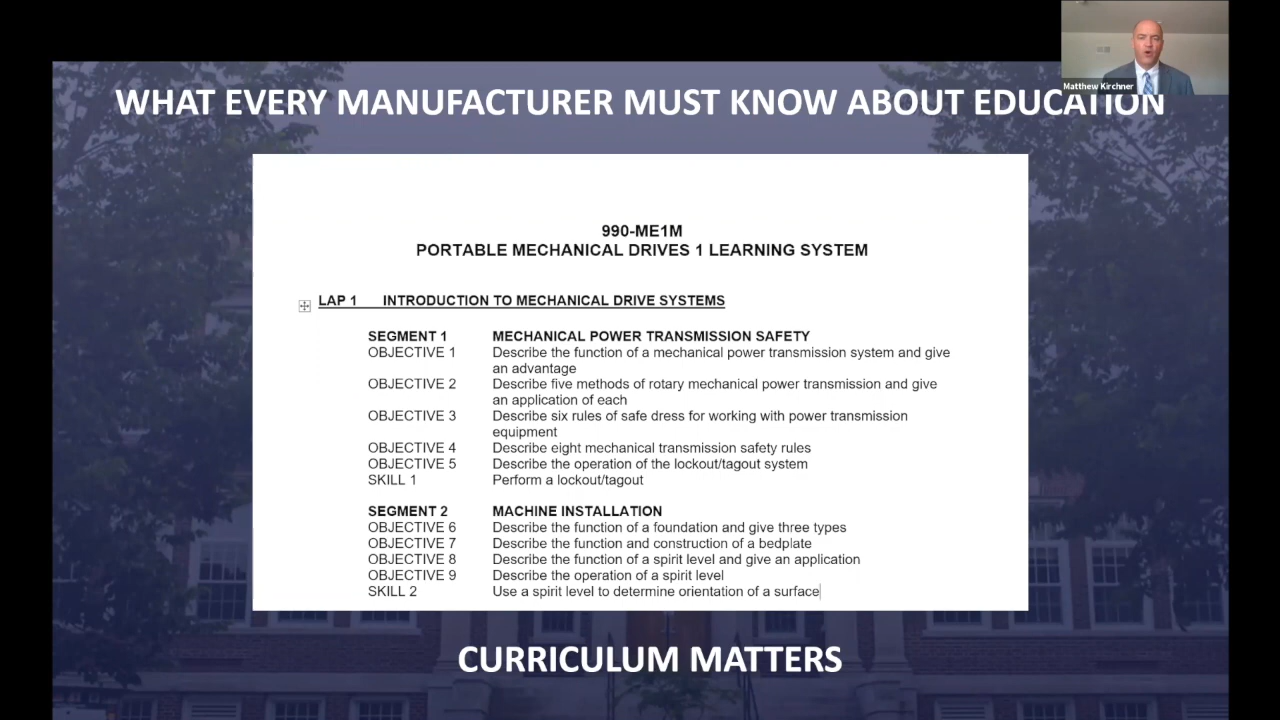 Matthew Kirchner
WHAT EVERY MANUFACTURER MUST KNOW ABOUT EDUCATION
990-ME1M
PORTABLE MECHANICAL DRIVES 1 LEARNING SYSTEM
LAP 1 INTRODUCTION TO MECHANICAL DRIVE SYSTEMS
SEGMENT 1 MECHANICAL POWER TRANSMISSION SAFETY
OBJECTIVE 1 Describe the function of a mechanical power transmission system and give
an advantage
OBJECTIVE 2 Describe five methods of rotary mechanical power transmission and give
an application of each
OBJECTIVE 3 Describe six rules of safe dress for working with power transmission
equipment
OBJECTIVE 4 Describe eight mechanical transmission safety rules
OBJECTIVE 5 Describe the operation of the lockout/tagout system
SKILL 1 Perform a lockout/tagout
SEGMENT 2 MACHINE INSTALLATION
OBJECTIVE 6 Describe the function of a foundation and give three types
OBJECTIVE 7 Describe the function and construction of a bedplate
OBJECTIVE 8 Describe the function of a spirit level and give an application
OBJECTIVE 9 Describe the operation of a spirit level
SKILL 2 Use a spirit level to determine orientation of a surface
CURRICULUM MATTERS